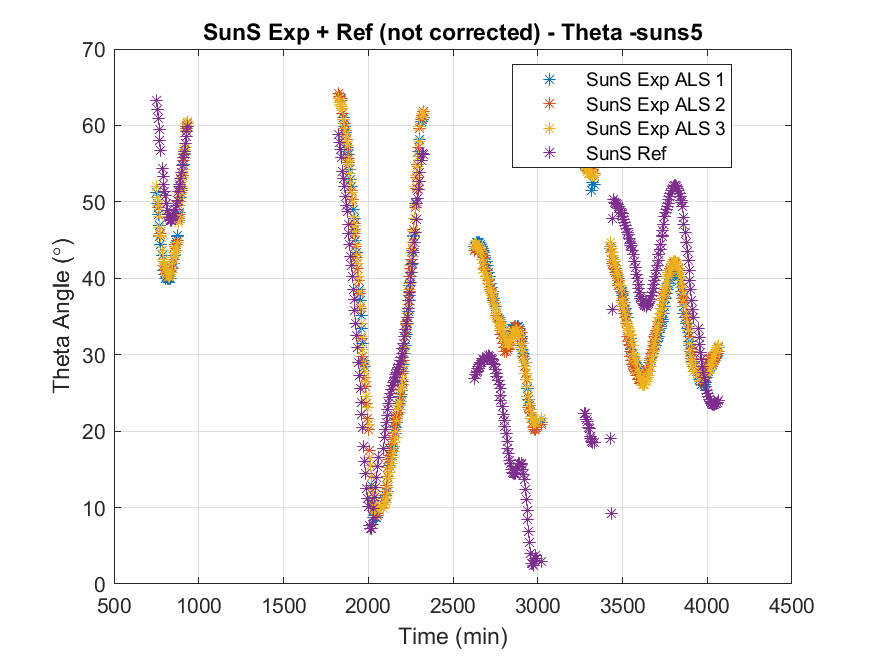 SunS Exp + Ref (not corrected) - Theta -suns5
70
60
50
40
30
20
10
0
Theta Angle (°)
SunS Exp ALS 1
SunS Exp ALS 2
SunS Exp ALS 3
SunS Ref
500 1000 1500 2000 2500 3000 3500 4000 4500
Time (min)